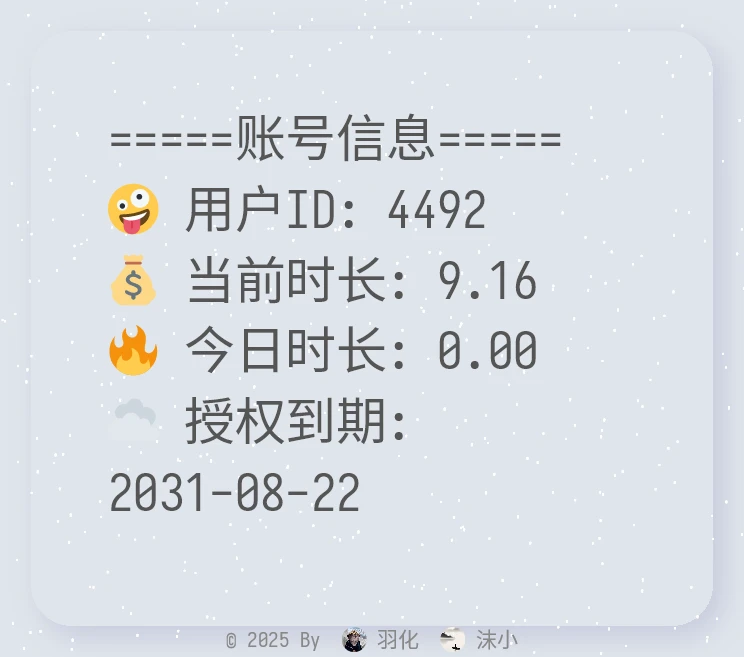 =====账号信息=====
🤪 用户ID: 4492
💰 当前时长: 9.16
🔥 今日时长: 0.00
☁ 授权到期:
2031-08-22
© 2025 By 羽化 沫小